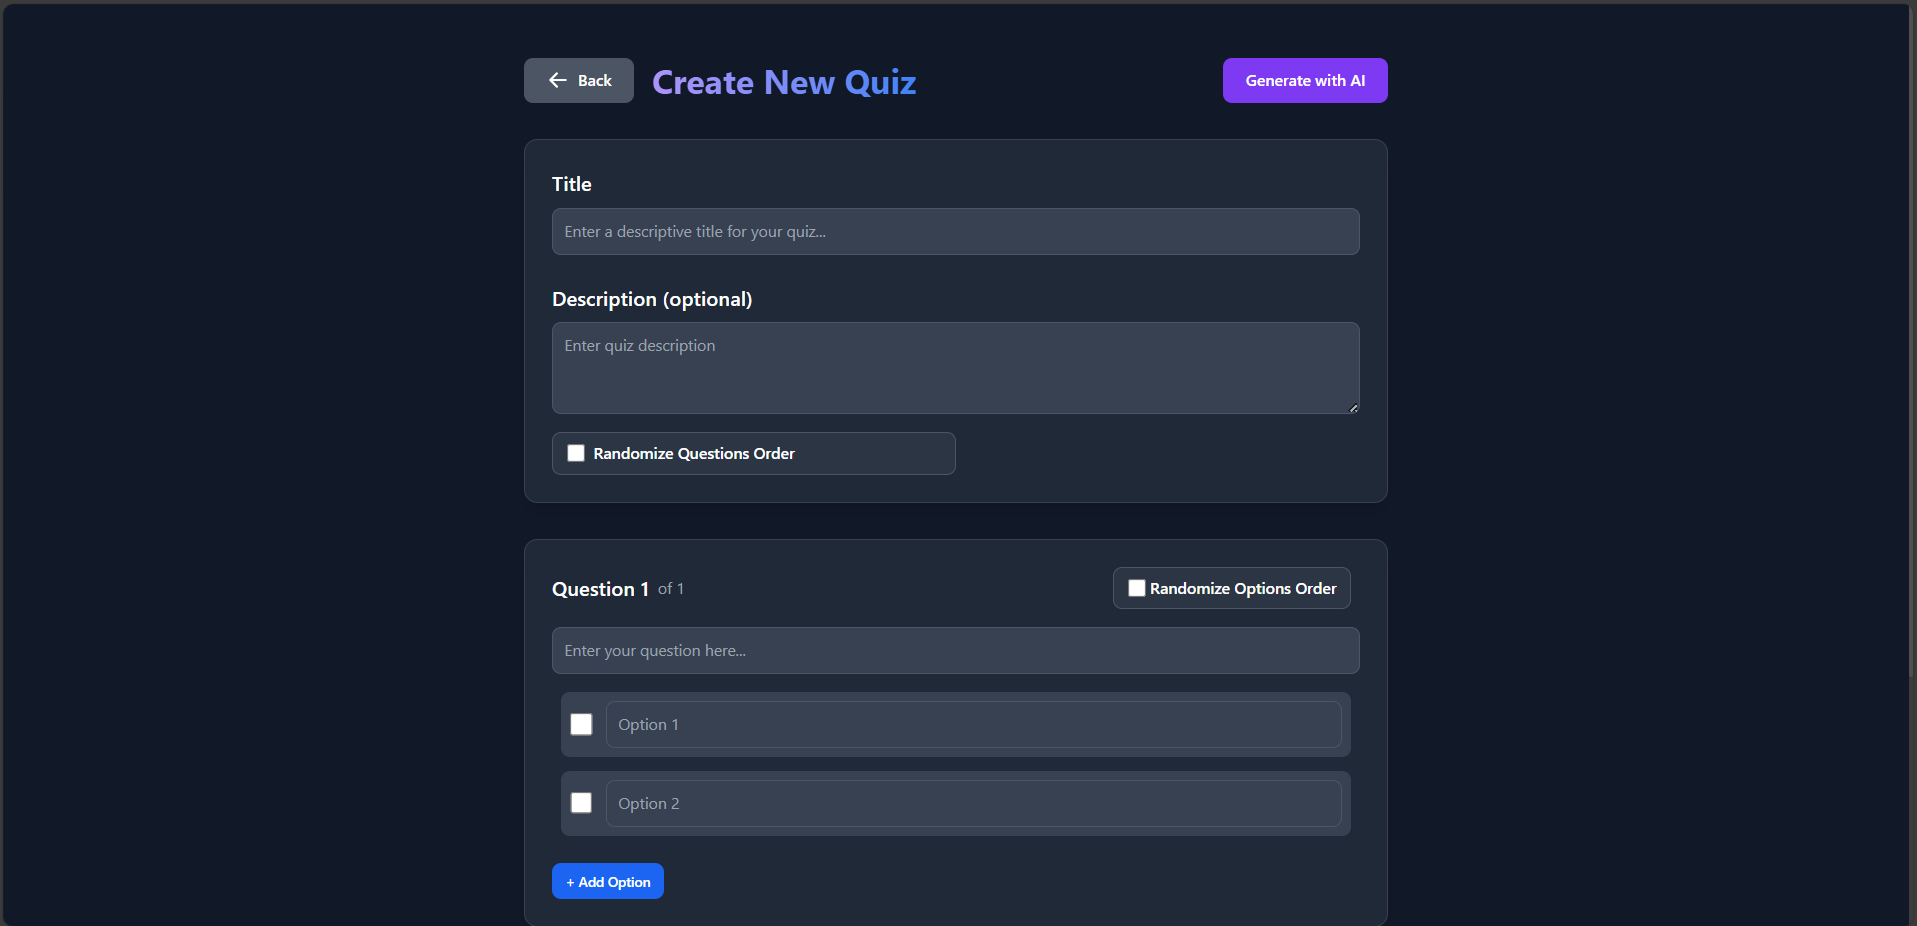 Back
Create New Quiz
Generate with AI
Title
Enter a descriptive title for your quiz...
Description (optional)
Enter quiz description
Randomize Questions Order
Question 1 of 1
Randomize Options Order
Enter your question here...
Option 1
Option 2
+ Add Option